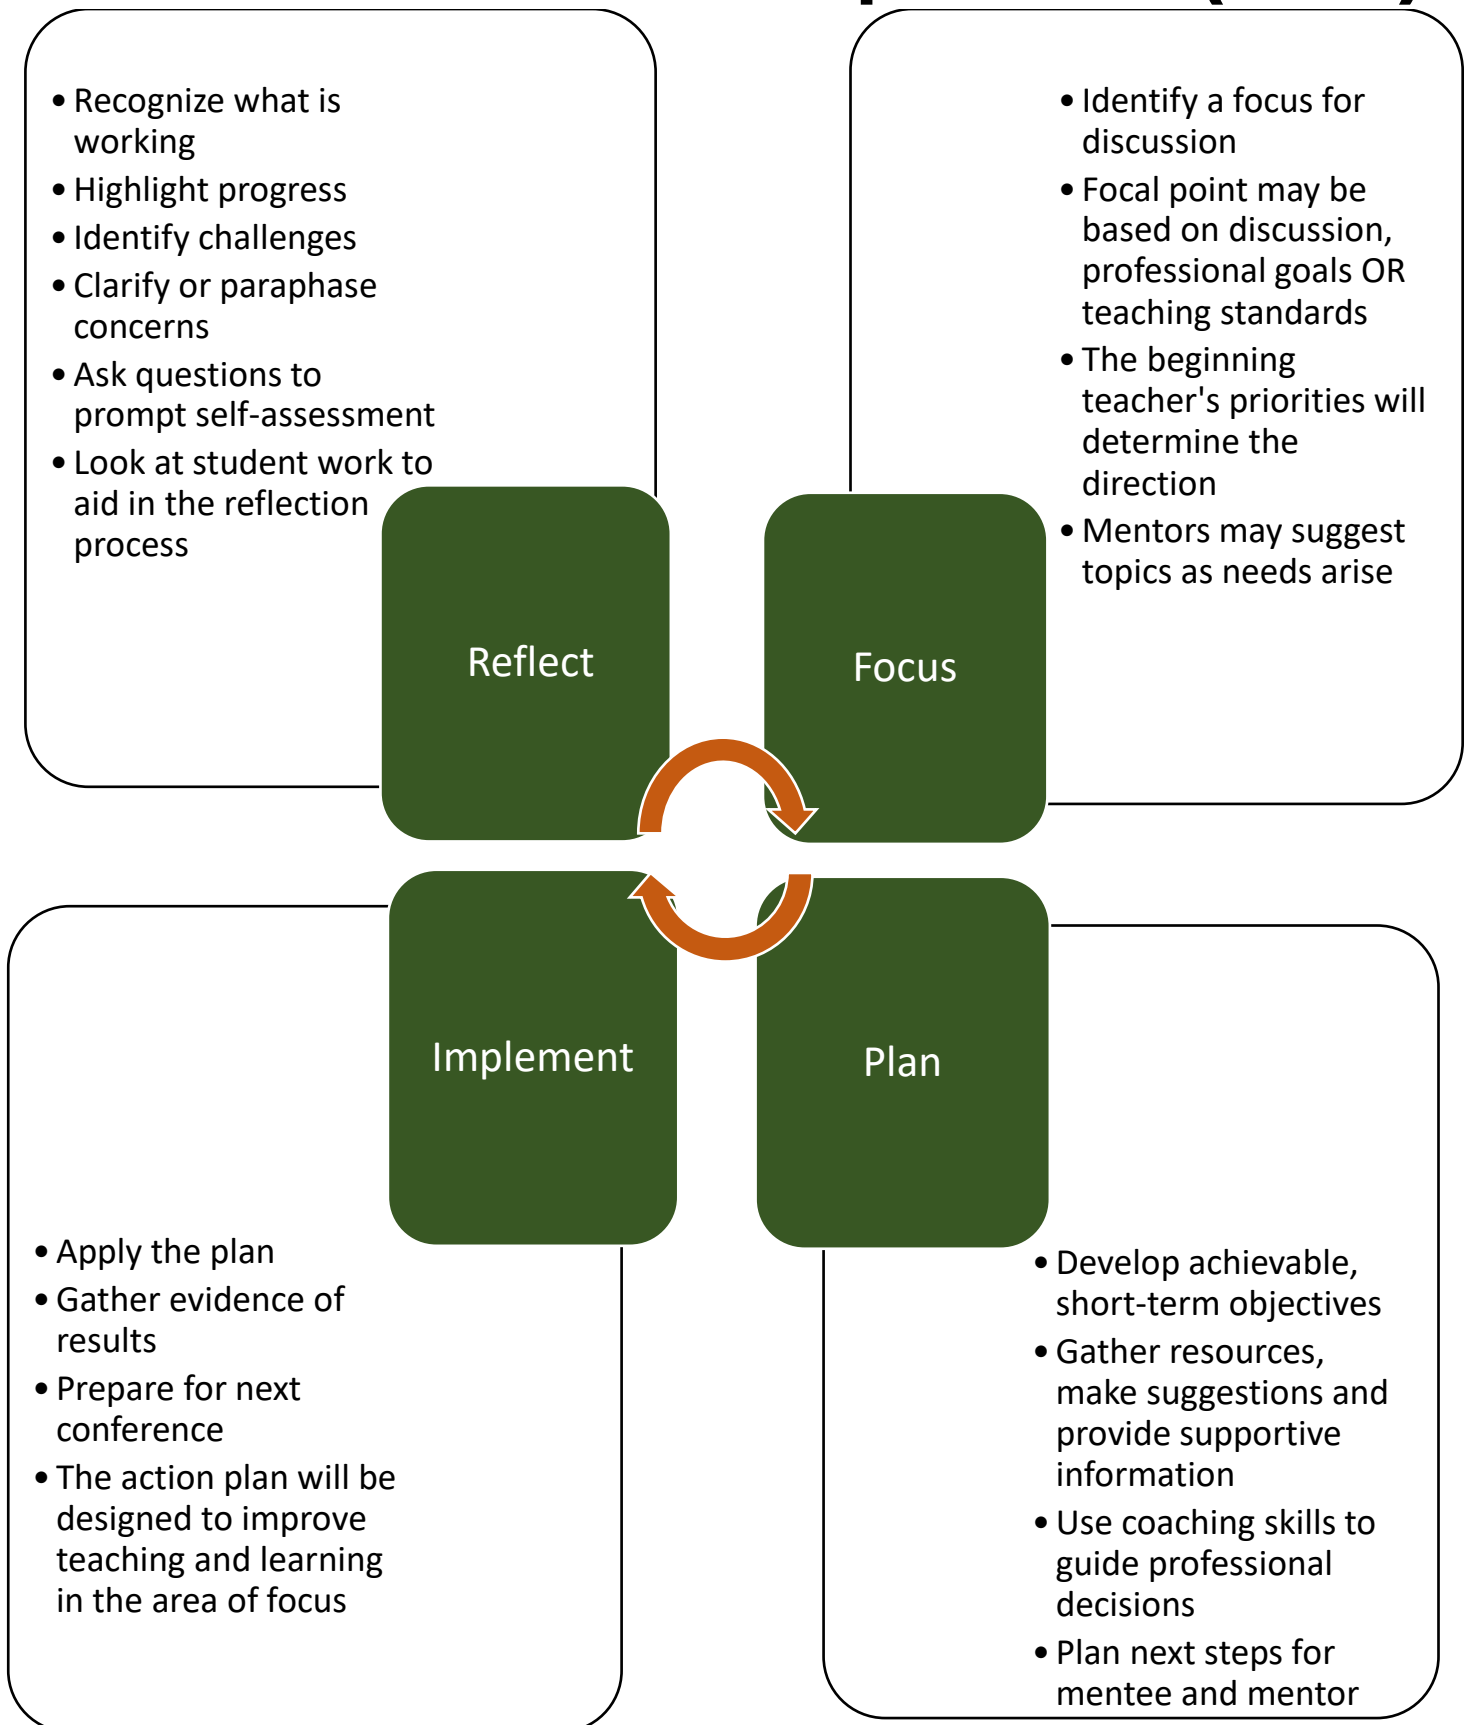 • Recognize what is
working
• Highlight progress
• Identify challenges
• Clarify or paraphase
concerns
• Ask questions to
prompt self-assessment
• Look at student work to
aid in the reflection
process
• Identify a focus for
discussion
• Focal point may be
based on discussion,
professional goals OR
teaching standards
• The beginning
teacher's priorities will
determine the
direction
• Mentors may suggest
topics as needs arise
Reflect
Focus
Implement
Plan
• Apply the plan
• Gather evidence of
results
• Prepare for next
conference
• The action plan will be
designed to improve
teaching and learning
in the area of focus
• Develop achievable,
short-term objectives
• Gather resources,
make suggestions and
provide supportive
information
• Use coaching skills to
guide professional
decisions
• Plan next steps for
mentee and mentor